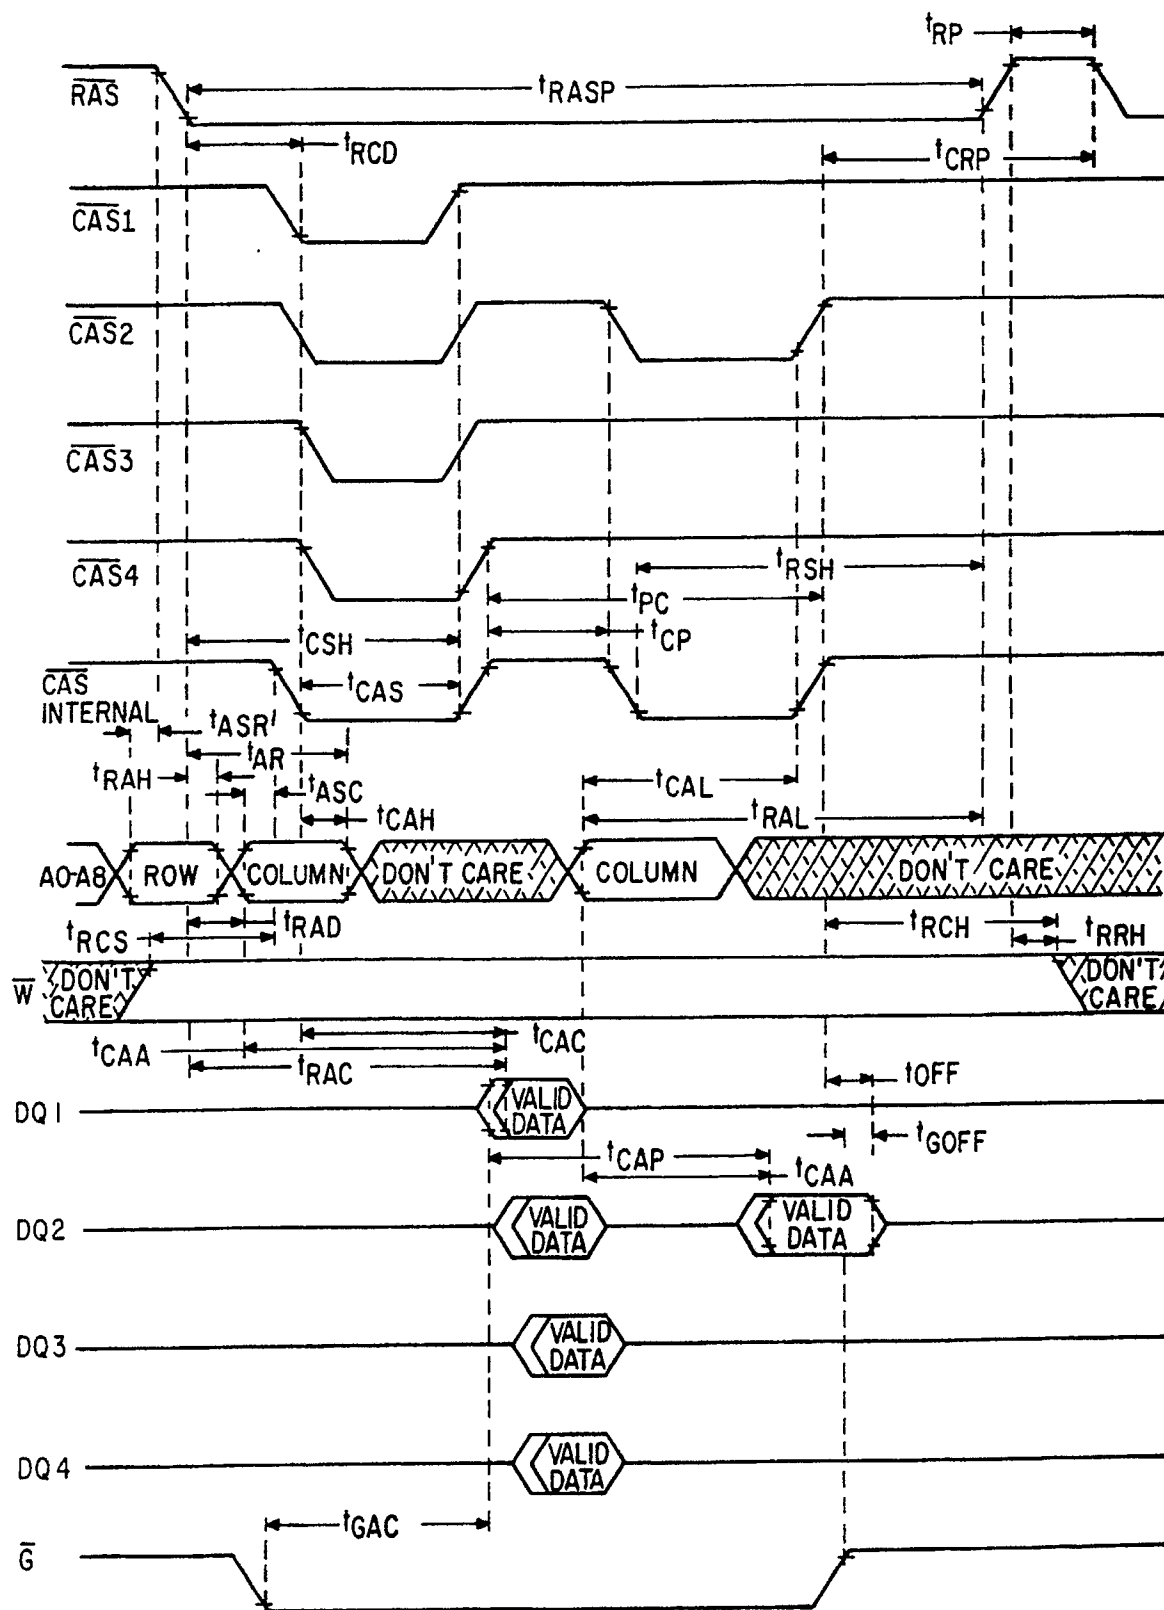 tRP
RAS
tRASP
tRCD
tCRP
CAS1
CAS2
CAS3
CAS4
tRSH
tPC
tCSH
tCP
CAS
INTERNAL
tCAS
tASR'
tAR
tRAH
tASC
tCAL
tCAH
tRAL
A0-A8
ROW
COLUMN
DON'T CARE
COLUMN
DON'T CARE
tRCS
tRAD
tRCH
tRRH
W
DON'T
CARE
DON'T
CARE
tCAA
tCAC
tRAC
tOFF
DQ1
VALID
DATA
tGOFF
tCAP
tCAA
DQ2
VALID
DATA
VALID
DATA
DQ3
VALID
DATA
DQ4
VALID
DATA
tGAC
G